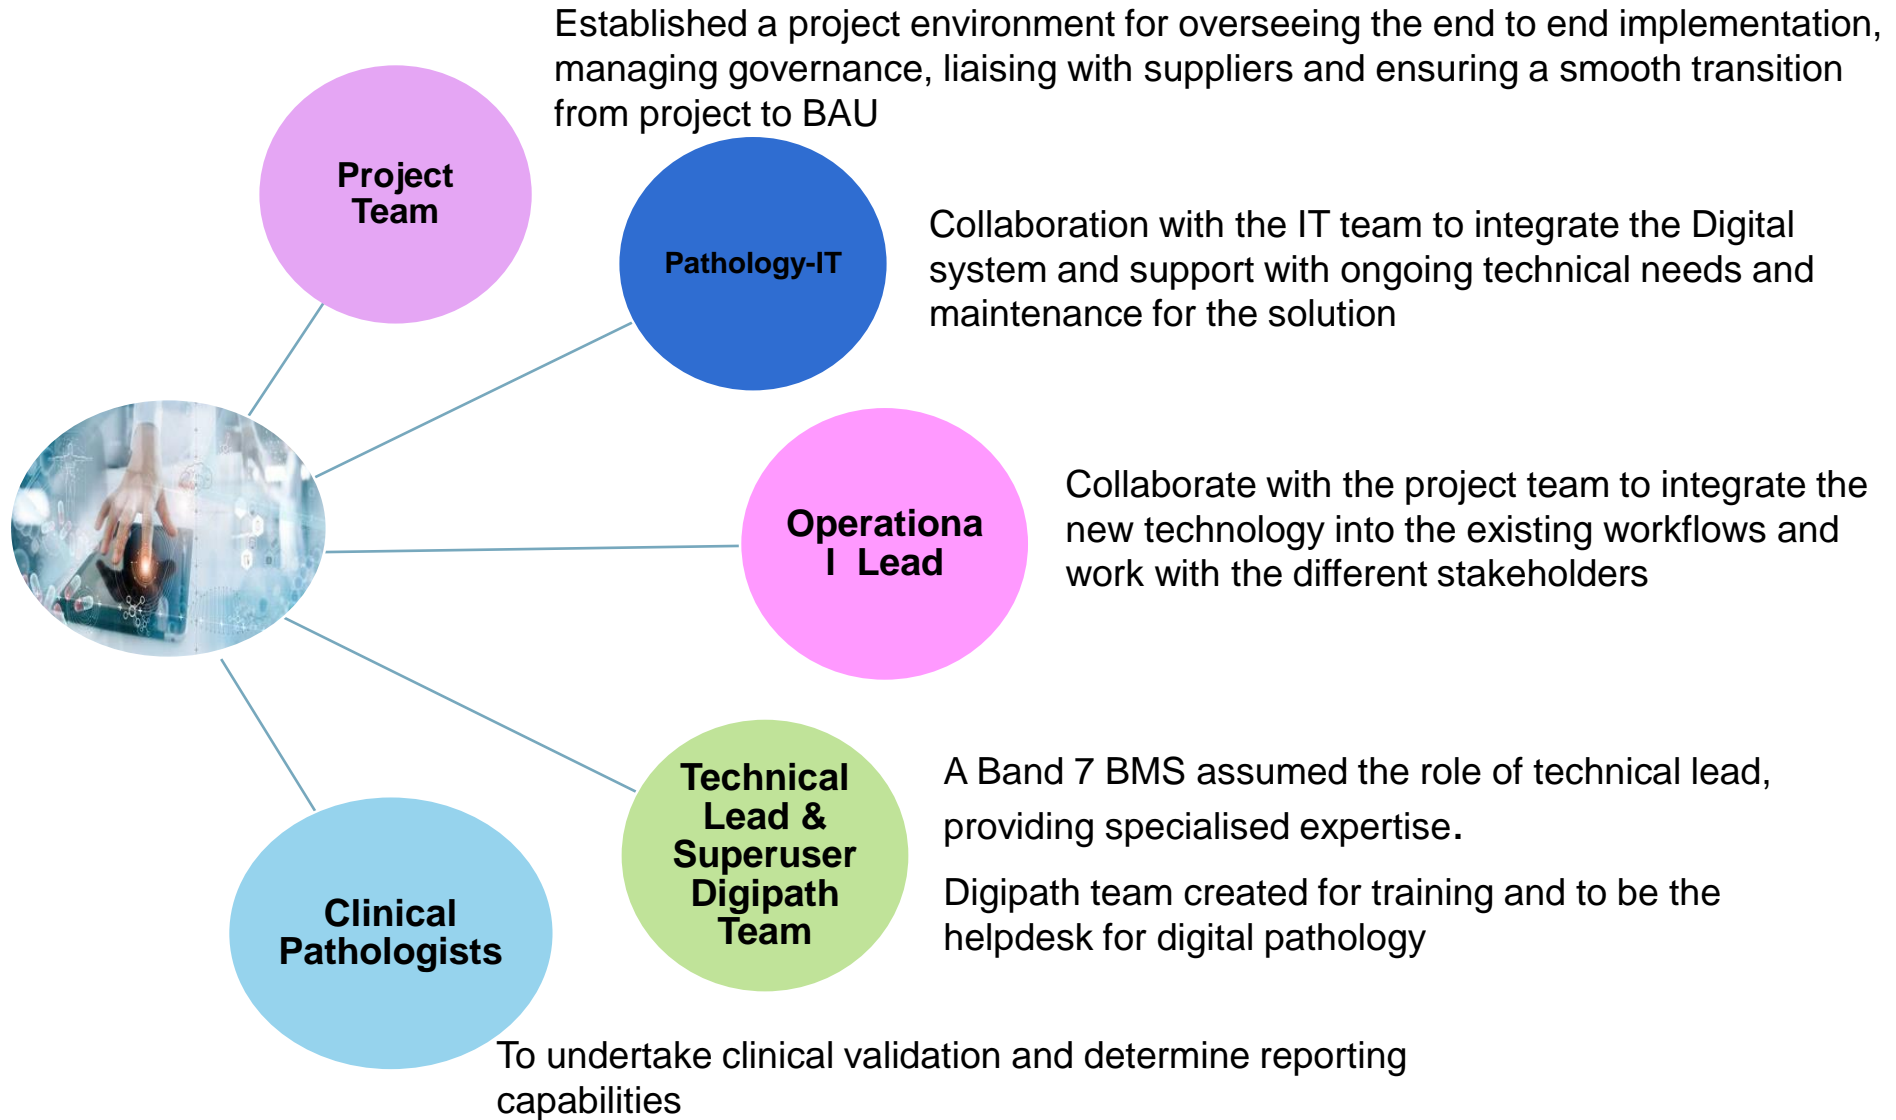 Established a project environment for overseeing the end to end implementation,
managing governance, liaising with suppliers and ensuring a smooth transition
from project to BAU
Project
Team
Pathology-IT
Collaboration with the IT team to integrate the Digital
system and support with ongoing technical needs and
maintenance for the solution
Operationa
l Lead
Collaborate with the project team to integrate the
new technology into the existing workflows and
work with the different stakeholders
Technical
Lead &
Superuser
Digipath
Team
A Band 7 BMS assumed the role of technical lead,
providing specialised expertise.
Digipath team created for training and to be the
helpdesk for digital pathology
Clinical
Pathologists
To undertake clinical validation and determine reporting
capabilities